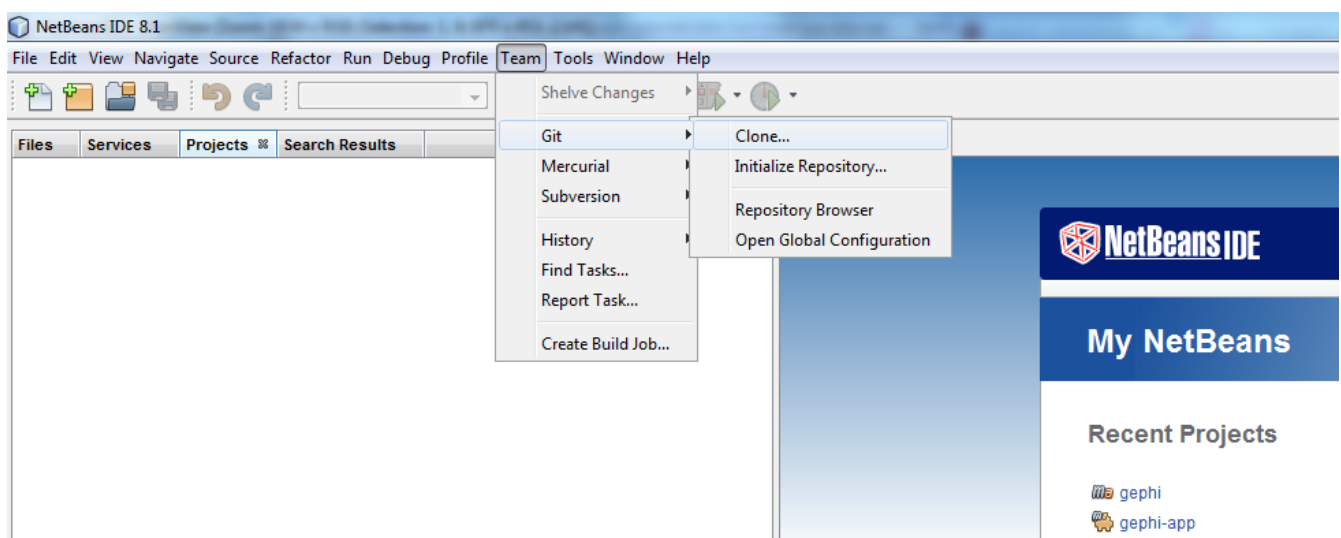 NetBeans IDE 8.1
File Edit View Navigate Source Refactor Run Debug Profile Team Tools Window Help
Shelve Changes
Files Services Projects Search Results
Git
Mercurial
Subversion
History
Find Tasks...
Report Task...
Create Build Job...
Clone...
Initialize Repository...
Repository Browser
Open Global Configuration
NetBeans IDE
My NetBeans
Recent Projects
gephi
gephi-app